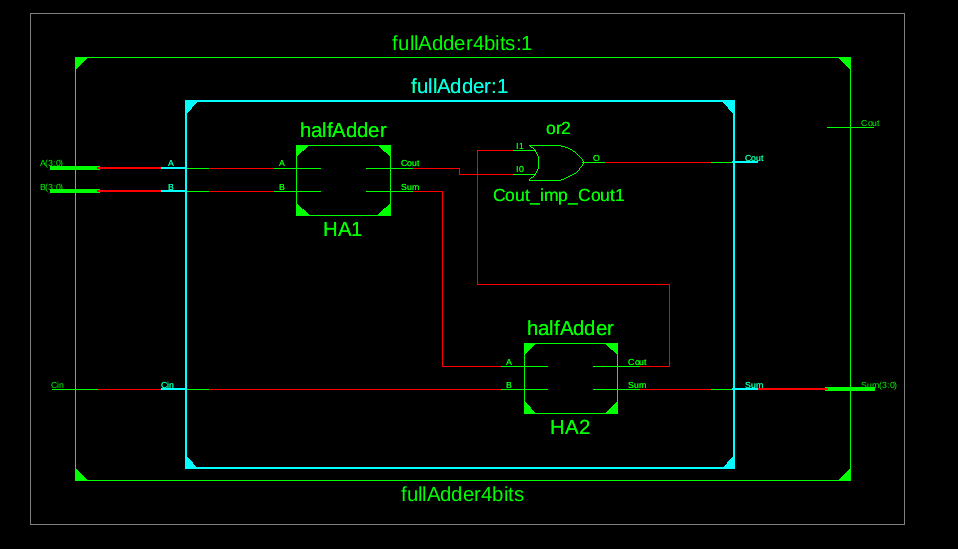 fullAdder4bits:1
fullAdder:1
halfAdder
or2
Cout
A(3:0)
A
A
Cout
I1
O
Cout
I0
B(3:0)
B
B
Sum
Cout_imp_Cout1
HA1
halfAdder
A
Cout
Cin
Cin
B
Sum
Sum
Sum(3:0)
HA2
fullAdder4bits